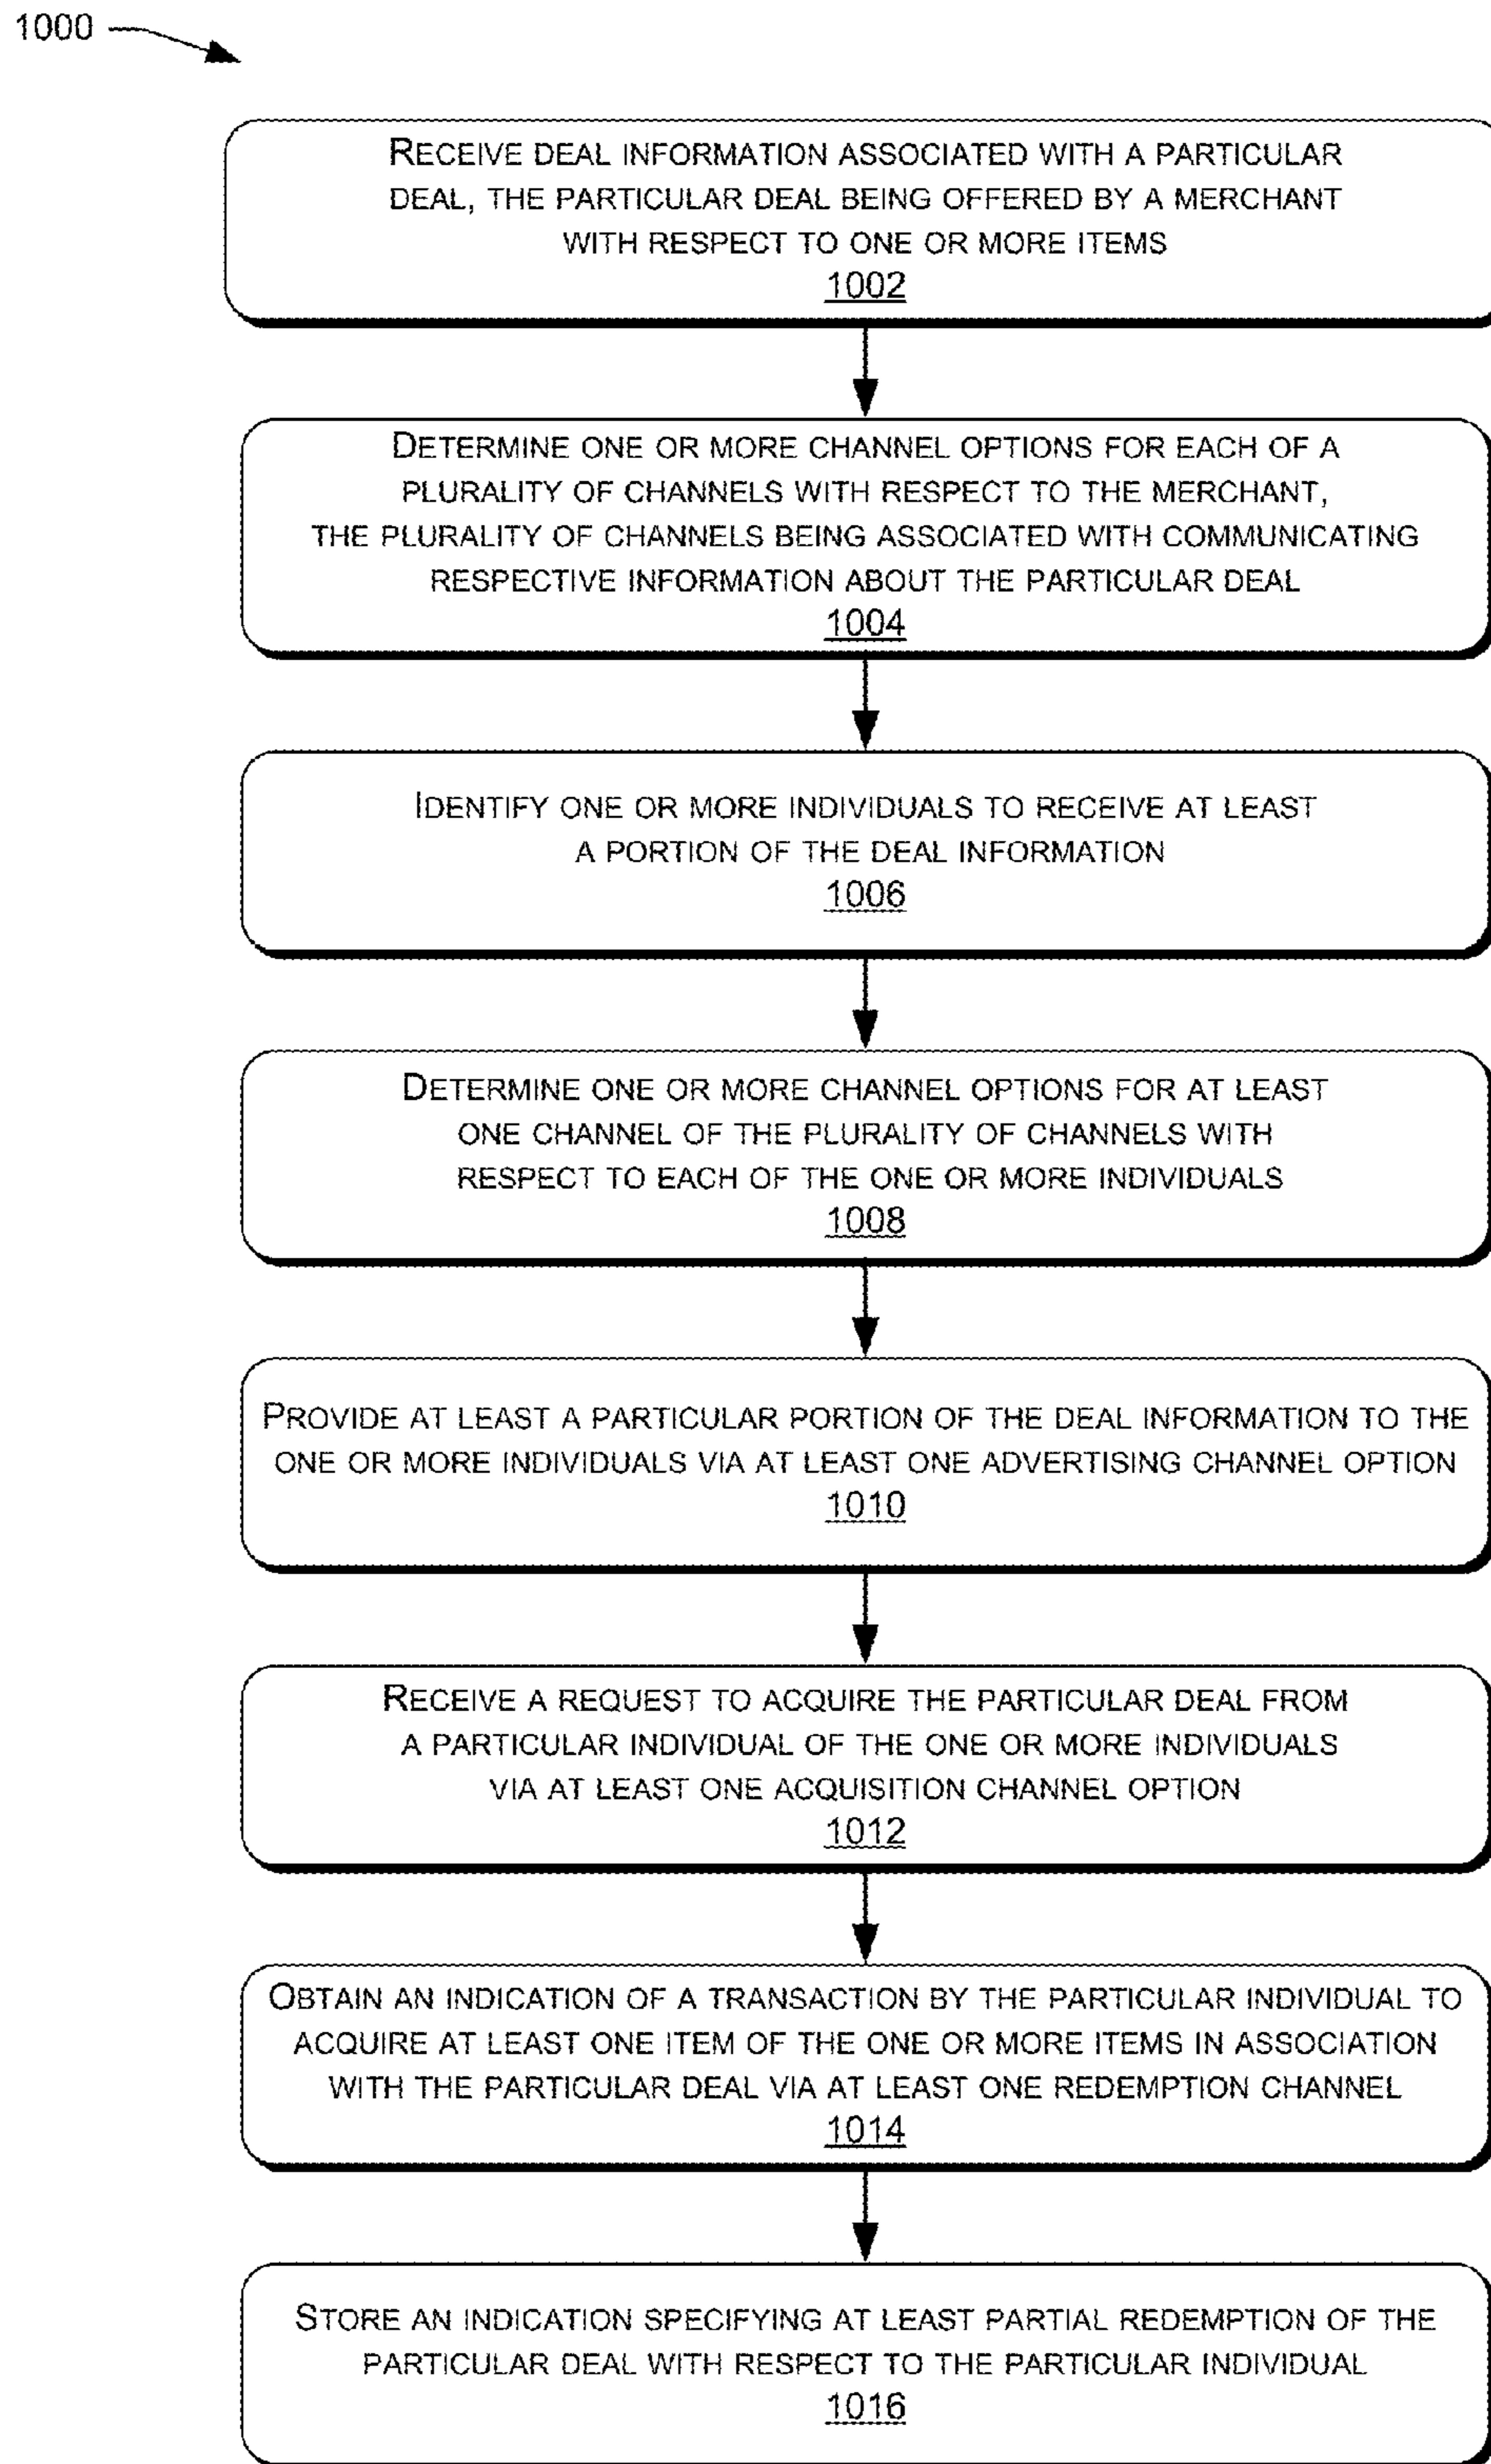 1000
RECEIVE DEAL INFORMATION ASSOCIATED WITH A PARTICULAR
DEAL, THE PARTICULAR DEAL BEING OFFERED BY A MERCHANT
WITH RESPECT TO ONE OR MORE ITEMS
1002
DETERMINE ONE OR MORE CHANNEL OPTIONS FOR EACH OF A
PLURALITY OF CHANNELS WITH RESPECT TO THE MERCHANT,
THE PLURALITY OF CHANNELS BEING ASSOCIATED WITH COMMUNICATING
RESPECTIVE INFORMATION ABOUT THE PARTICULAR DEAL
1004
IDENTIFY ONE OR MORE INDIVIDUALS TO RECEIVE AT LEAST
A PORTION OF THE DEAL INFORMATION
1006
DETERMINE ONE OR MORE CHANNEL OPTIONS FOR AT LEAST
ONE CHANNEL OF THE PLURALITY OF CHANNELS WITH
RESPECT TO EACH OF THE ONE OR MORE INDIVIDUALS
1008
PROVIDE AT LEAST A PARTICULAR PORTION OF THE DEAL INFORMATION TO THE
ONE OR MORE INDIVIDUALS VIA AT LEAST ONE ADVERTISING CHANNEL OPTION
1010
RECEIVE A REQUEST TO ACQUIRE THE PARTICULAR DEAL FROM
A PARTICULAR INDIVIDUAL OF THE ONE OR MORE INDIVIDUALS
VIA AT LEAST ONE ACQUISITION CHANNEL OPTION
1012
OBTAIN AN INDICATION OF A TRANSACTION BY THE PARTICULAR INDIVIDUAL TO
ACQUIRE AT LEAST ONE ITEM OF THE ONE OR MORE ITEMS IN ASSOCIATION
WITH THE PARTICULAR DEAL VIA AT LEAST ONE REDEMPTION CHANNEL
1014
STORE AN INDICATION SPECIFYING AT LEAST PARTIAL REDEMPTION OF THE
PARTICULAR DEAL WITH RESPECT TO THE PARTICULAR INDIVIDUAL
1016